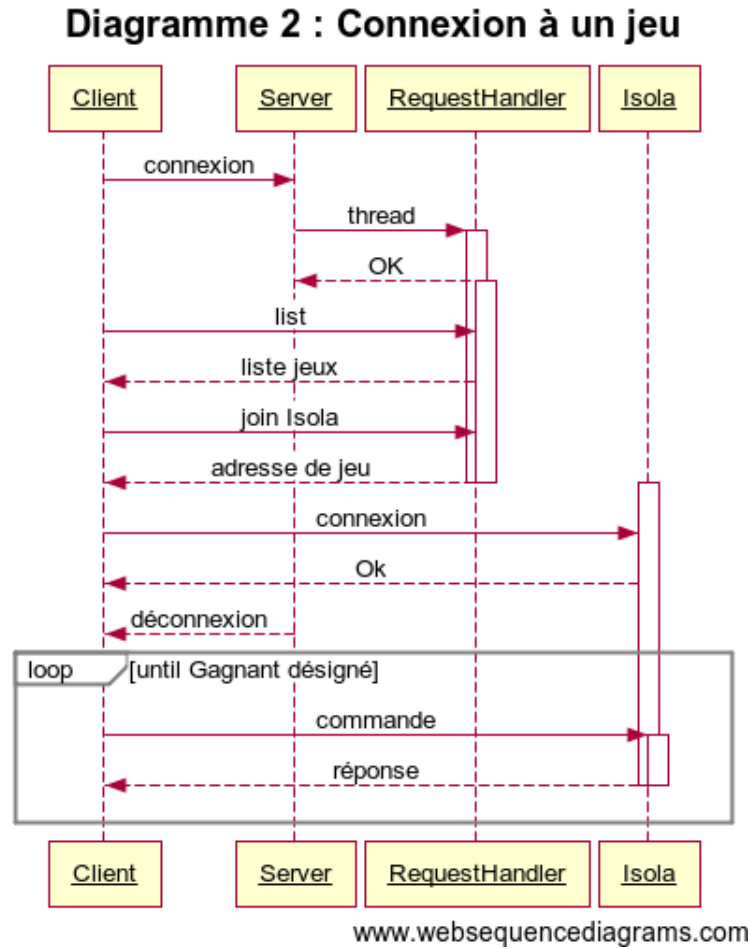 Diagramme 2 : Connexion à un jeu
Client Server RequestHandler Isola
connexion
thread
OK
list
liste jeux
join Isola
adresse de jeu
connexion
Ok
déconnexion
loop [until Gagnant désigné]
commande
réponse
Client Server RequestHandler Isola
www.websequencediagrams.com